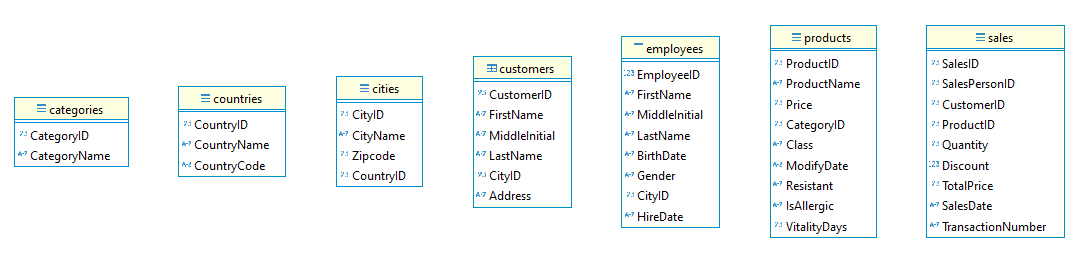 categories
CategoryID
CategoryName
countries
CountryID
CountryName
CountryCode
cities
CityID
CityName
Zipcode
CountryID
customers
CustomerID
FirstName
MiddleInitial
LastName
CityID
Address
employees
123 EmployeeID
FirstName
MiddleInitial
LastName
BirthDate
Gender
CityID
HireDate
products
ProductID
ProductName
Price
CategoryID
Class
ModifyDate
Resistant
IsAllergic
VitalityDays
sales
SalesID
SalesPersonID
CustomerID
ProductID
Quantity
123 Discount
TotalPrice
SalesDate
TransactionNumber